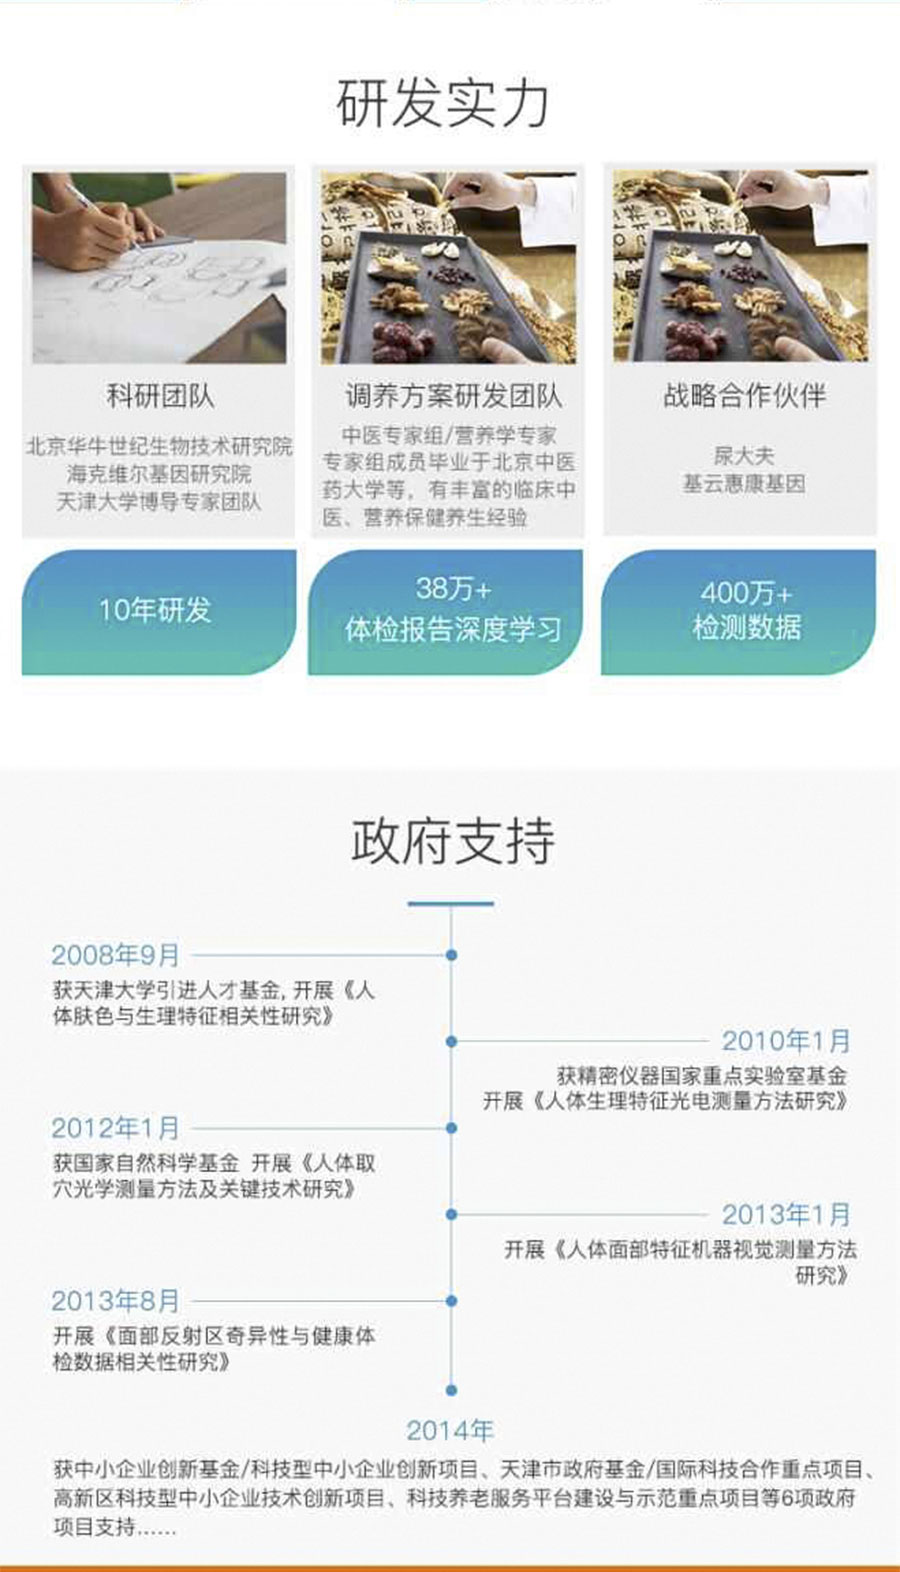 研发实力
科研团队
北京华牛世纪生物技术研究院
海克维尔基因研究院
天津大学博导专家团队
调养方案研发团队
中医专家组/营养学专家
专家组成员毕业于北京中医
药大学等，有丰富的临床中
医、营养保健养生经验
战略合作伙伴
尿大夫
基云惠康基因
10年研发
38万+
体检报告深度学习
400万+
检测数据
政府支持
2008年9月
获天津大学引进人才基金, 开展《人
体肤色与生理特征相关性研究》
2010年1月
获精密仪器国家重点实验室基金
开展《人体生理特征光电测量方法研究》
2012年1月
获国家自然科学基金 开展《人体取
穴光学测量方法及关键技术研究》
2013年1月
开展《人体面部特征机器视觉测量方法
研究》
2013年8月
开展《面部反射区奇异性与健康体
检数据相关性研究》
2014年
获中小企业创新基金/科技型中小企业创新项目、天津市政府基金/国际科技合作重点项目、
高新区科技型中小企业技术创新项目、科技养老服务平台建设与示范重点项目等6项政府
项目支持……